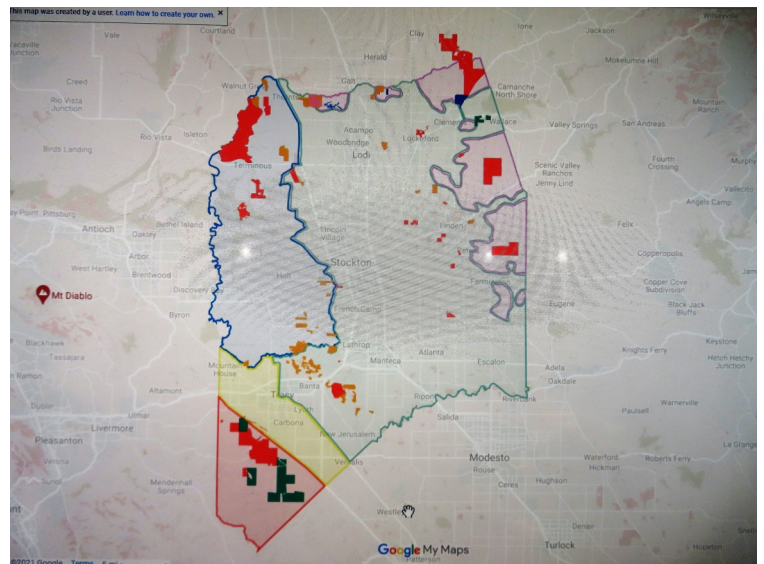 This map was created by a user. Learn how to create your own. ×
Courtland
Vale
Clay
Ione
Jackson
Wilseyville
Vacaville
Junction
Herald
Mokelumne Hill
Creed
Walnut
Galt
Camanche
North Shore
Rio Vista
Junction
Mountain
Ranch
Isleton
Rio Vista
Clements
Wallace
Valley Springs
San Andreas
Acampo
Woodbridge
Lockeford
Birds Landing
Lodi
Terminous
Scenic Valley
Ranchos
Jenny Lind
Fourth
Crossing
Murphy
Vallecito
Angels Camp
Pittsburg
Bethel Island
Antioch
Oakley
Lincoln
Village
Linden
Felix
Arbor
Stockton
Copperopolis
West Hartley
Brentwood
Holt
Farmington
Copper Cove
Subdivision
Discovery
Mt Diablo
Byron
French Camp
Eugene
Black Jack
Bluffs
Blackhawk
Tassajara
Lathrop
Manteca
Atlanta
Escalon
Knights Ferry
Keystone
Hetch Hetchy
Junction
Mountain
House
Adela
Oakdale
Ramon
Altamont
Banta
Tracy
Ripon
Riverbank
Dublin
Ulmar
Lyoth
Salida
Paulsell
Warnerville
Livermore
Carbona
Pleasanton
New Jerusalem
Modesto
La Grange
Verona
Vernalis
Rouse
Waterford
Hickman
Roberts Ferry
Sunol
Mendenhall
Springs
Ceres
Hughson
Westley
Denair
Google My Maps
Turlock
Hopeton
Patterson
©2021 Google
Terms